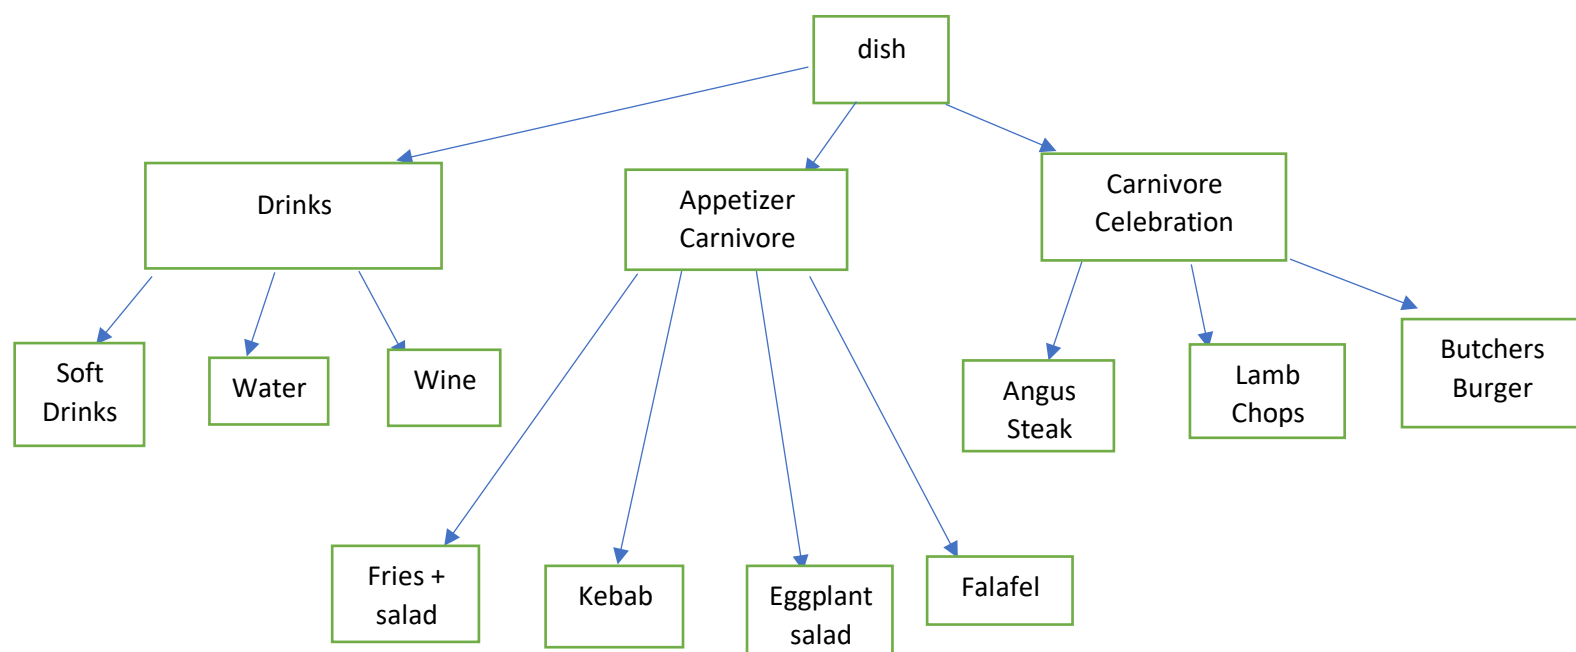 dish
Drinks
Appetizer
Carnivore
Carnivore
Celebration
Soft
Drinks
Water
Wine
Angus
Steak
Lamb
Chops
Butchers
Burger
Fries +
salad
Kebab
Eggplant
salad
Falafel